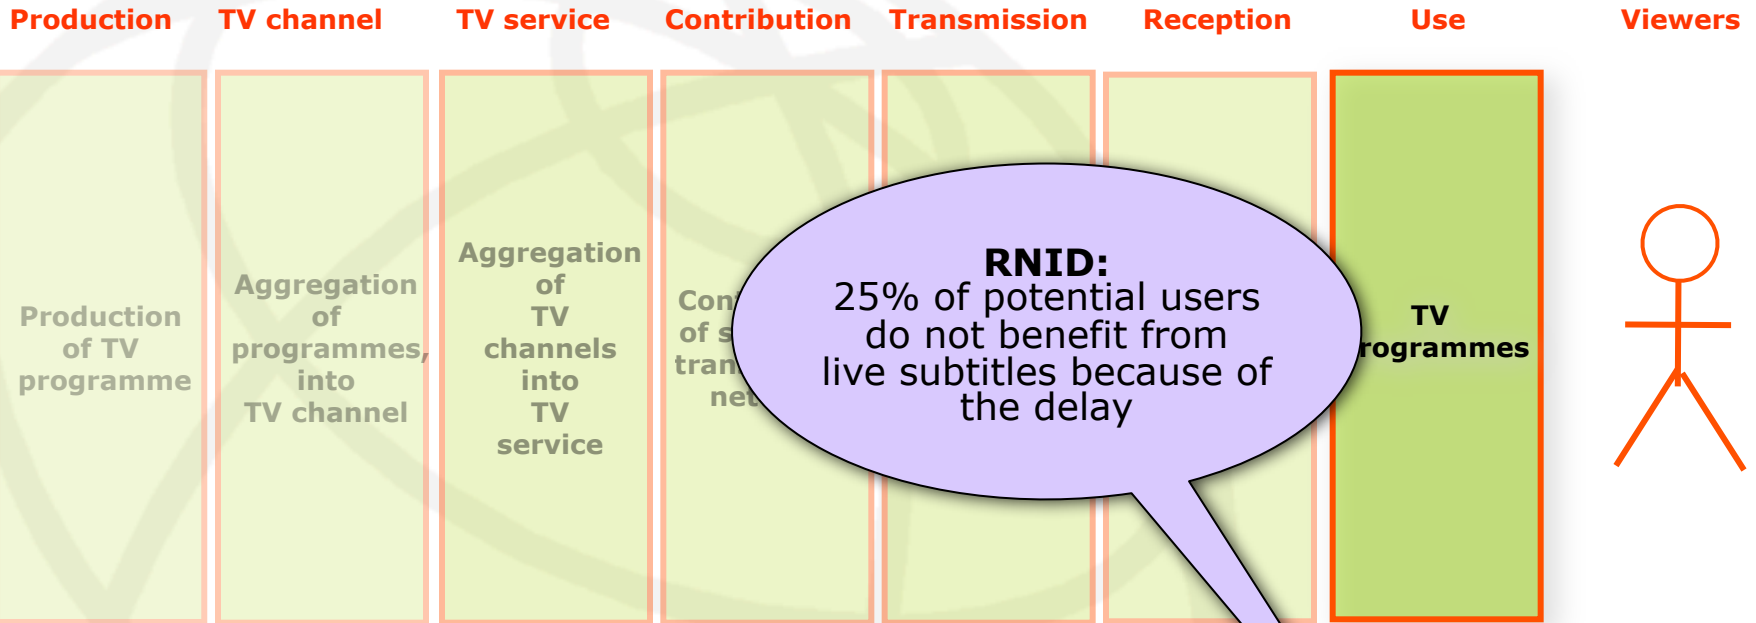 Production TV channel TV service Contribution Transmission Reception Use Viewers
Production
of TV
programme
Aggregation
of
programmes,
into
TV channel
Aggregation
of
TV
channels
into
TV
service
of
RNID:
25% of potential users
do not benefit from
live subtitles because of
the delay
TV
rogrammes